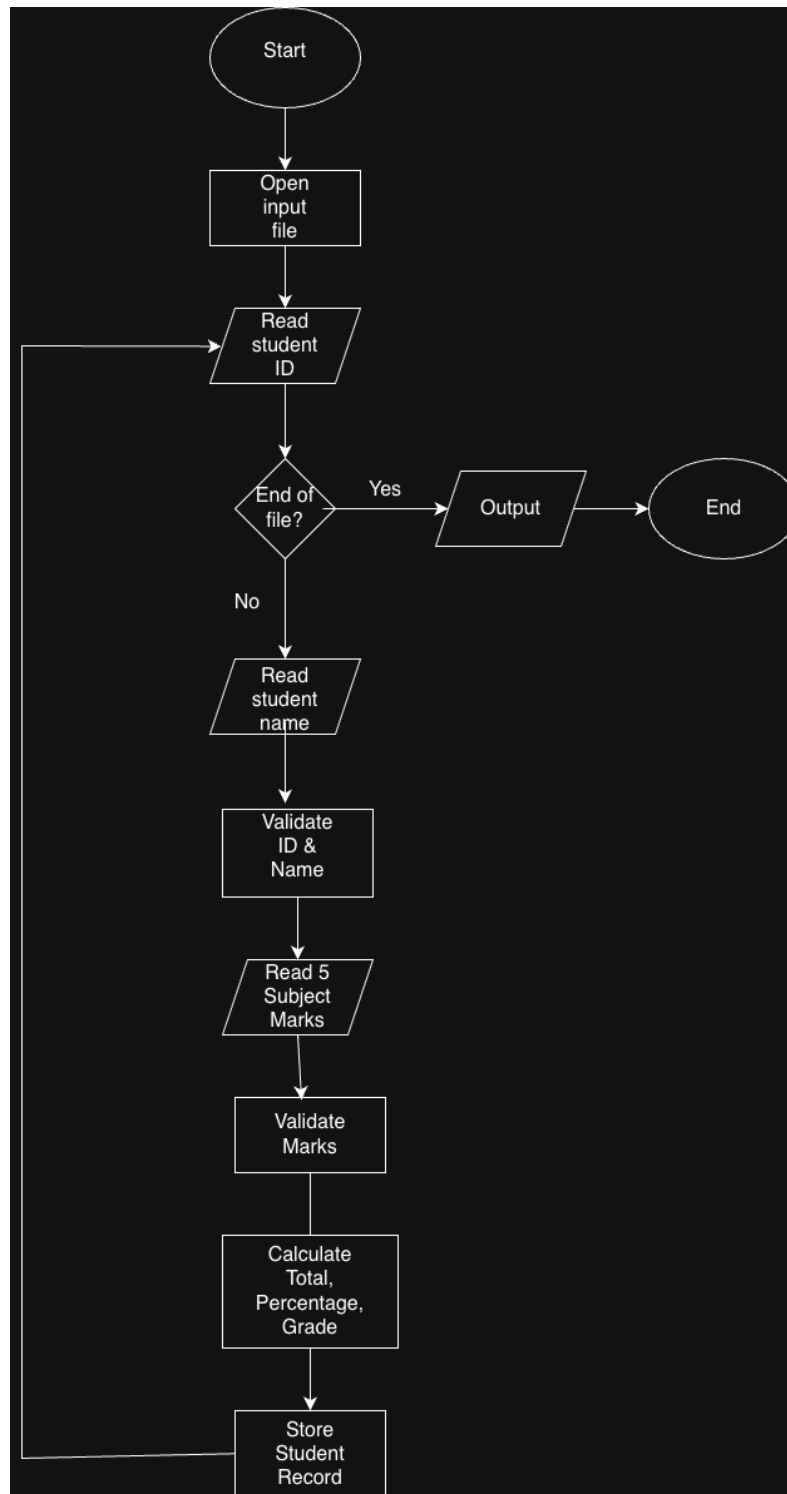 Start
Open
input
file
Read
student
ID
End of
file?
Yes
Output
End
No
Read
student
name
Validate
ID &
Name
Read 5
Subject
Marks
Validate
Marks
Calculate
Total,
Percentage,
Grade
Store
Student
Record